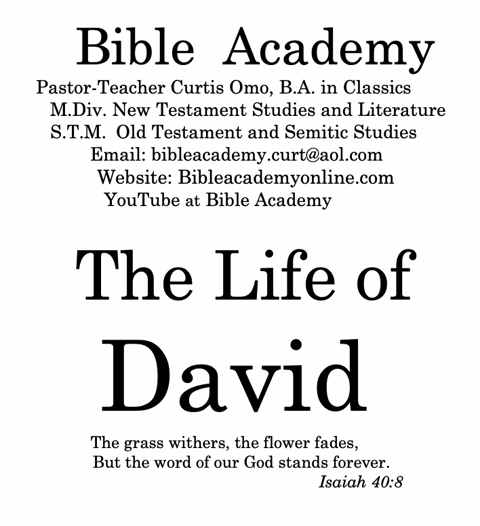 Bible Academy
Pastor-Teacher Curtis Omo, B.A. in Classics
M.Div. New Testament Studies and Literature
S.T.M. Old Testament and Semitic Studies
Email: bibleacademy.curt@aol.com
Website: Bibleacademyonline.com
YouTube at Bible Academy
The Life of
David
The grass withers, the flower fades,
But the word of our God stands forever.
Isaiah 40:8